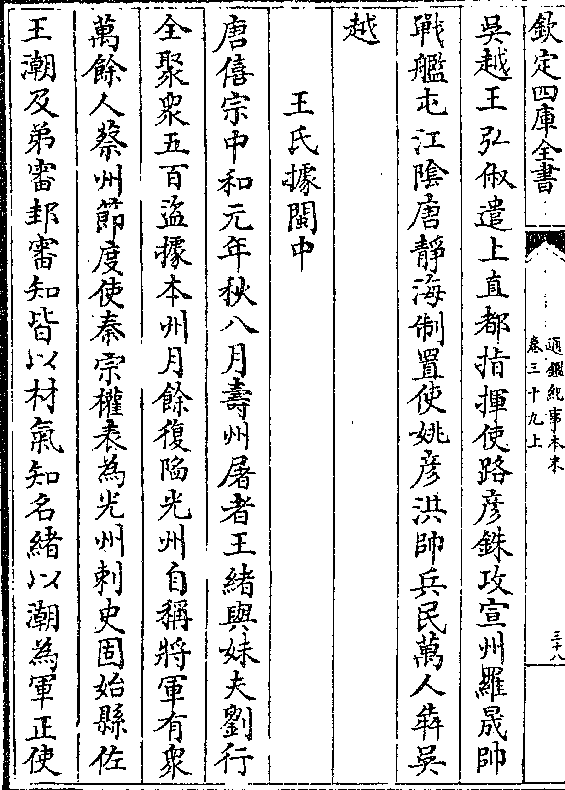 欽定四庫全書
通鑑紀事本末
卷三十九上
三十八
吳越王弘俶遣上直都指揮使路彦銖攻宣州羅晟帥
戰艦屯江陰唐靜海制置使姚彦洪帥兵民萬人犇吳
越
王氏據閩中
唐僖宗中和元年秋八月壽州屠者王緒與妹夫劉行
全聚衆五百盜據本州月餘復陷光州自稱將軍有衆
萬餘人蔡州節度使秦宗權表為光州刺史固始縣佐
王潮及弟審邽審知皆以材氣知名緒以潮為軍正使